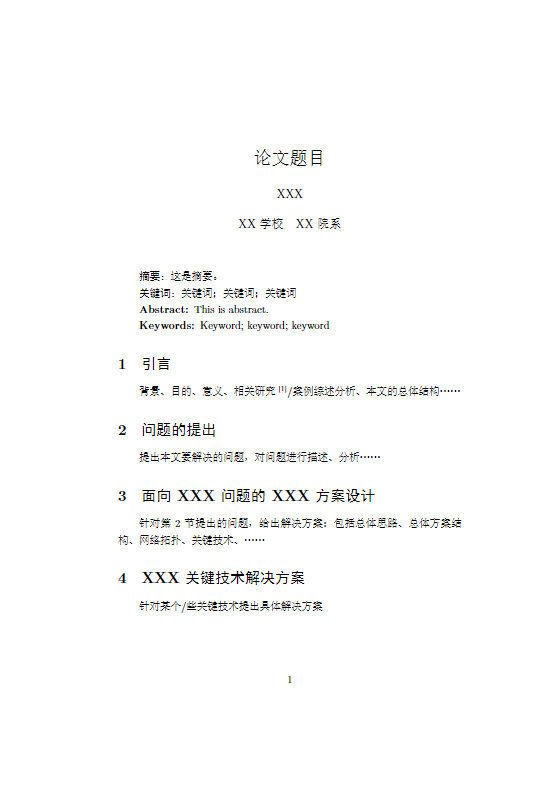 论文题目
XXX
XX 学校 XX 院系
摘要：这是摘要。
关键词：关键词；关键词；关键词
Abstract: This is abstract.
Keywords: Keyword; keyword; keyword
1 引言
背景、目的、意义、相关研究 [1]/案例综述分析、本文的总体结构……
2 问题的提出
提出本文要解决的问题，对问题进行描述、分析……
3 面向 XXX 问题的 XXX 方案设计
针对第 2 节提出的问题，给出解决方案：包括总体思路、总体方案结
构、网络拓扑、关键技术、……
4 XXX 关键技术解决方案
针对某个/些关键技术提出具体解决方案
1